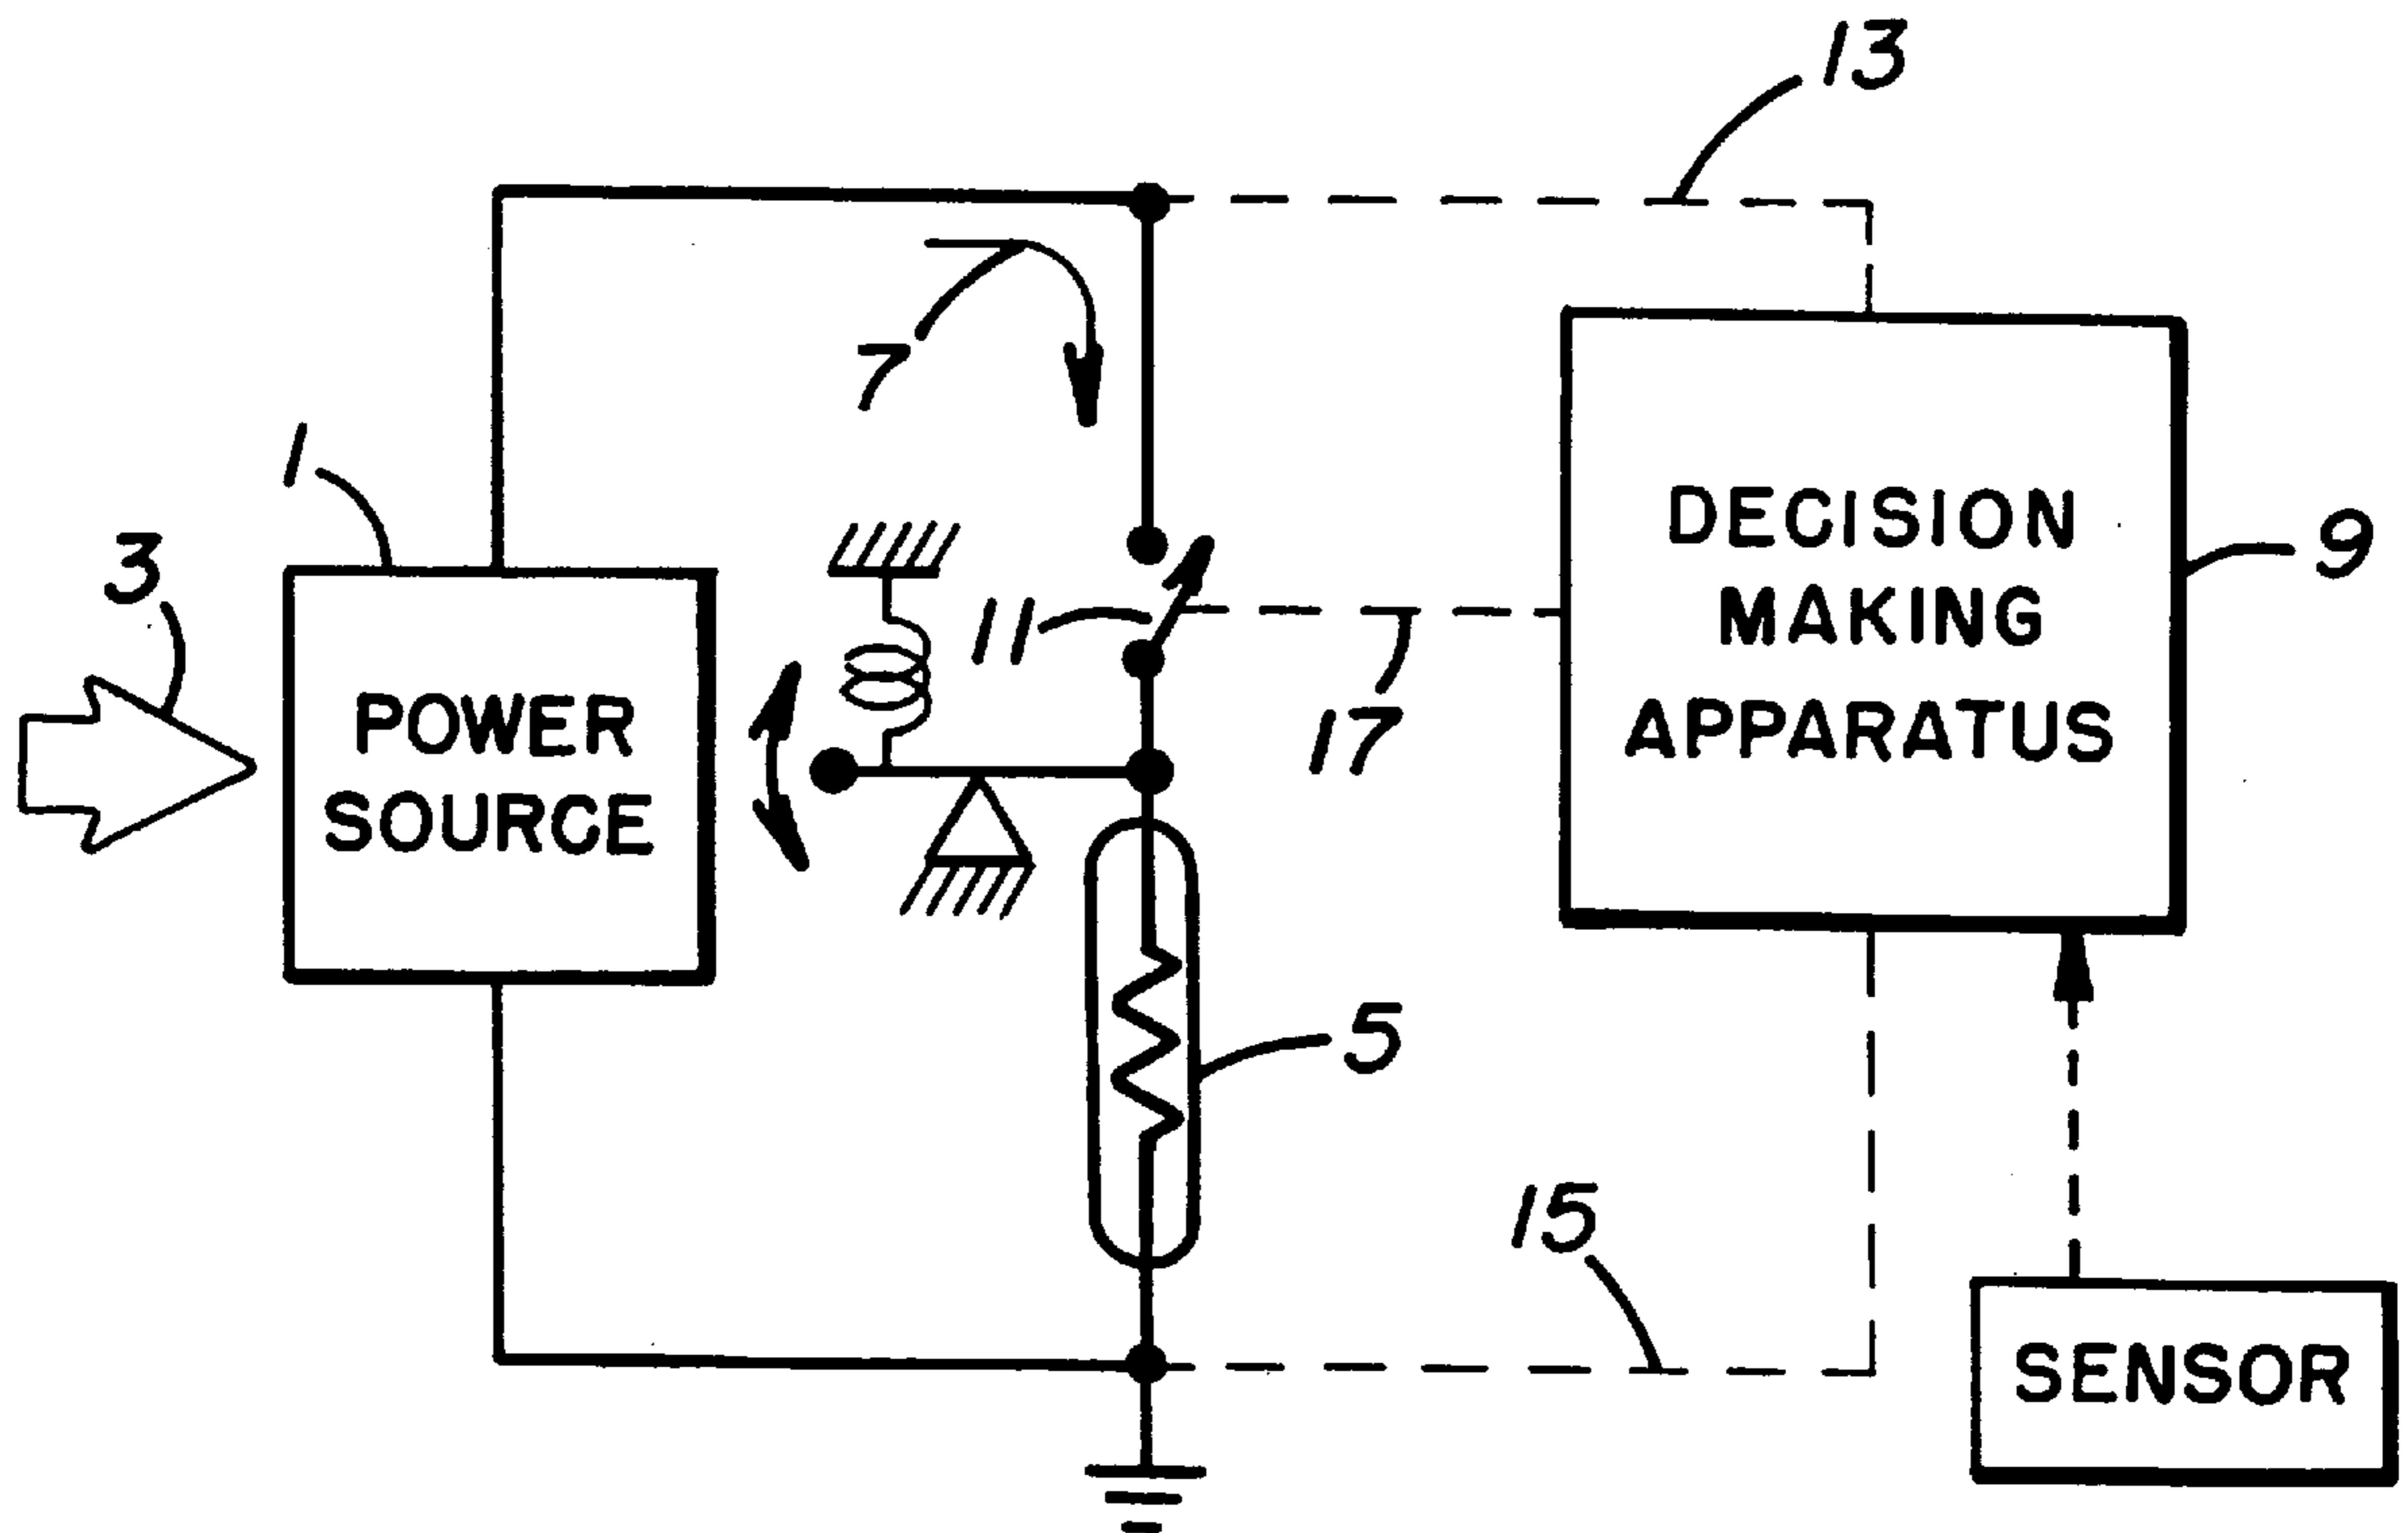 13
7
1
3
POWER
SOURCE
11
17
DECISION
MAKING
APPARATUS
9
5
15
SENSOR